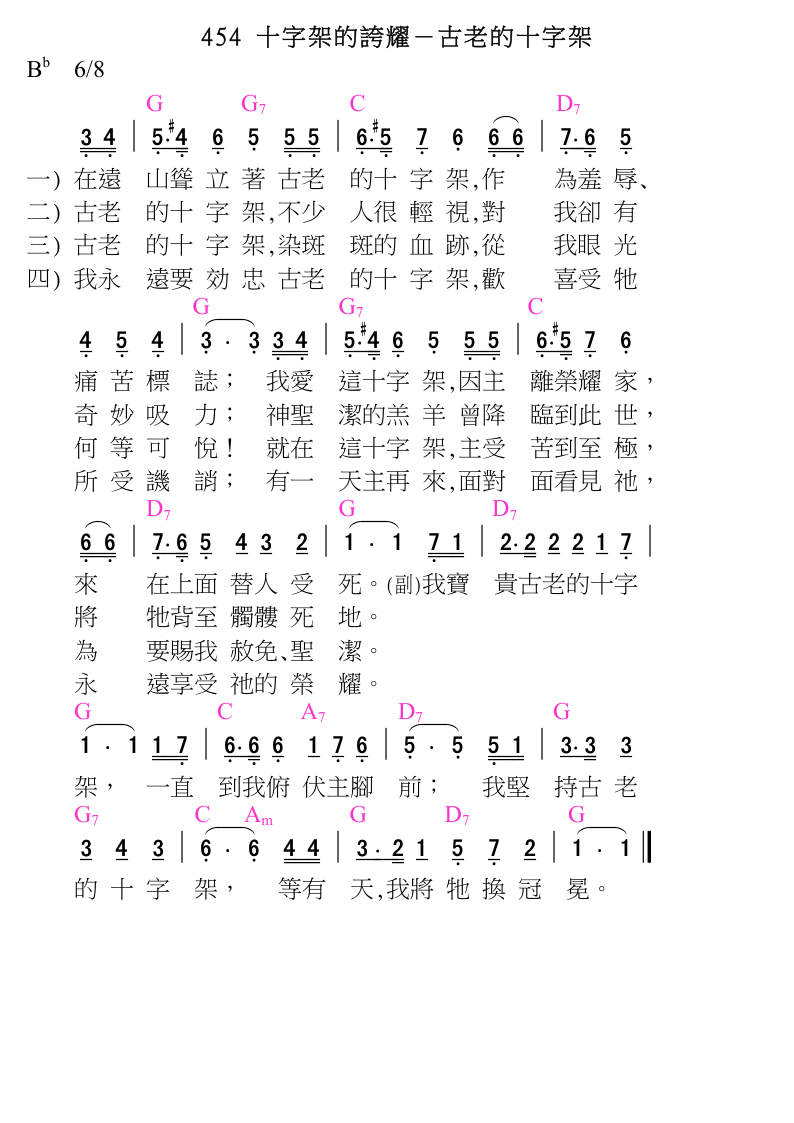 454 十字架的誇耀－古老的十字架
Bb 6/8
G G7 C D7
3 4 | 5·#4 6 5 5 5 | 6·#5 7 6 6 6 | 7·6 5
一) 在遠 山聳 立 著 古老 的十 字 架,作 為羞 辱、
二) 古老 的十 字 架,不少 人很 輕 視,對 我卻 有
三) 古老 的十 字 架,染斑 斑的 血 跡,從 我眼 光
四) 我永 遠要 効 忠 古老 的十 字 架,歡 喜受 牠
G G7 C
4 5 4 | 3 · 3 3 4 | 5·#4 6 5 5 5 | 6·#5 7 6
痛 苦 標 誌； 我愛 這十字 架,因主 離榮耀 家，
奇 妙 吸 力； 神聖 潔的羔 羊 曾降 臨到此 世，
何 等 可 悅！ 就在 這十字 架,主受 苦到至 極，
所 受 譏 誚； 有一 天主再 來,面對 面看見 祂，
D7 G D7
6 6 | 7·6 5 4 3 2 | 1 · 1 7 1 | 2·2 2 2 1 7 |
來 在上面 替人 受 死。(副)我寶 貴古老的十字
將 牠背至 髑髏 死 地。
為 要賜我 赦免、聖 潔。
永 遠享受 祂的 榮 耀。
G C A7 D7 G
1 · 1 1 7 | 6·6 6 1 7 6 | 5 · 5 5 1 | 3·3 3
架， 一直 到我俯 伏主腳 前； 我堅 持古 老
G7 C Am G D7 G
3 4 3 | 6 · 6 4 4 | 3·2 1 5 7 2 | 1 · 1 ‖
的 十 字 架， 等有 天,我將 牠 換 冠 冕。